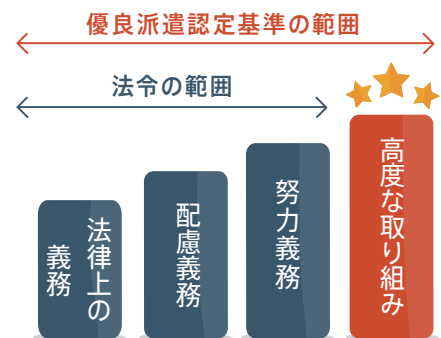 優良派遣認定基準の範囲
法令の範囲
法律上の
義務
配慮義務
努力義務
高度な取り組み